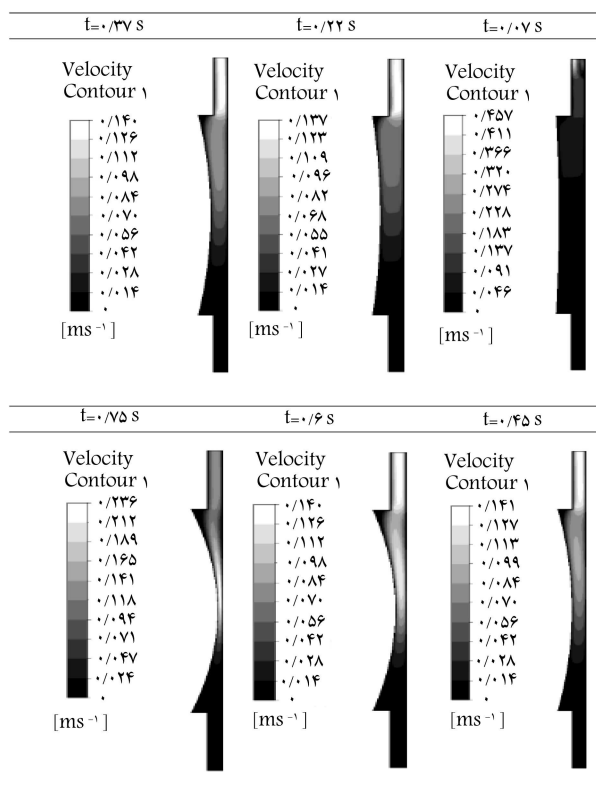 t=۰/۳۷ s
t=۰/۲۲ s
t=۰/۰۷ s
Velocity
Contour ۱
۰/۱۴۰
۰/۱۲۶
۰/۱۱۲
۰/۰۹۸
۰/۰۸۴
۰/۰۷۰
۰/۰۵۶
۰/۰۴۲
۰/۰۲۸
۰/۰۱۴
۰
[ms⁻¹]
Velocity
Contour ۱
۰/۱۳۷
۰/۱۲۳
۰/۱۰۹
۰/۰۹۶
۰/۰۸۲
۰/۰۶۸
۰/۰۵۵
۰/۰۴۱
۰/۰۲۷
۰/۰۱۴
۰
[ms⁻¹]
Velocity
Contour ۱
۰/۴۵۷
۰/۴۱۱
۰/۳۶۶
۰/۳۲۰
۰/۲۷۴
۰/۲۲۸
۰/۱۸۳
۰/۱۳۷
۰/۰۹۱
۰/۰۴۶
۰
[ms⁻¹]
t=۰/۷۵ s
t=۰/۶ s
t=۰/۴۵ s
Velocity
Contour ۱
۰/۲۳۶
۰/۲۱۲
۰/۱۸۹
۰/۱۶۵
۰/۱۴۱
۰/۱۱۸
۰/۰۹۴
۰/۰۷۱
۰/۰۴۷
۰/۰۲۴
۰
[ms⁻¹]
Velocity
Contour ۱
۰/۱۴۰
۰/۱۲۶
۰/۱۱۲
۰/۰۹۸
۰/۰۸۴
۰/۰۷۰
۰/۰۵۶
۰/۰۴۲
۰/۰۲۸
۰/۰۱۴
۰
[ms⁻¹]
Velocity
Contour ۱
۰/۱۴۱
۰/۱۲۷
۰/۱۱۳
۰/۰۹۹
۰/۰۸۴
۰/۰۷۰
۰/۰۵۶
۰/۰۴۲
۰/۰۲۸
۰/۰۱۴
۰
[ms⁻¹]